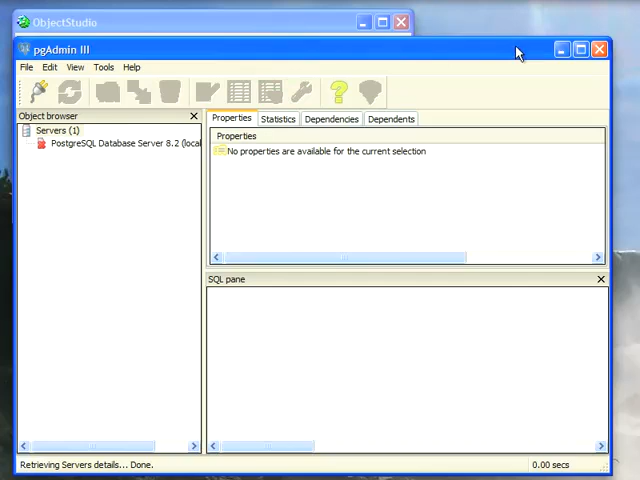 ObjectStudio
pgAdmin III
File Edit View Tools Help
Object browser
Servers (1)
PostgreSQL Database Server 8.2 (local
Properties Statistics Dependencies Dependents
Properties
No properties are available for the current selection
SQL pane
Retrieving Servers details... Done.
0.00 secs